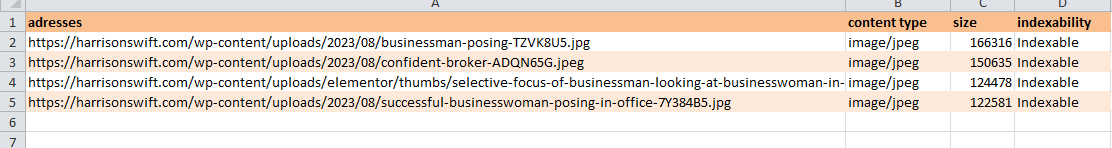 A B C D
1 adresses content type size indexability
2 https://harrisonswift.com/wp-content/uploads/2023/08/businessman-posing-TZVK8U5.jpg image/jpeg 166316 Indexable
3 https://harrisonswift.com/wp-content/uploads/2023/08/confident-broker-ADQN65G.jpeg image/jpeg 150635 Indexable
4 https://harrisonswift.com/wp-content/uploads/elementor/thumbs/selective-focus-of-businessman-looking-at-businesswoman-in- image/jpeg 124478 Indexable
5 https://harrisonswift.com/wp-content/uploads/2023/08/successful-businesswoman-posing-in-office-7Y384B5.jpg image/jpeg 122581 Indexable
6
7